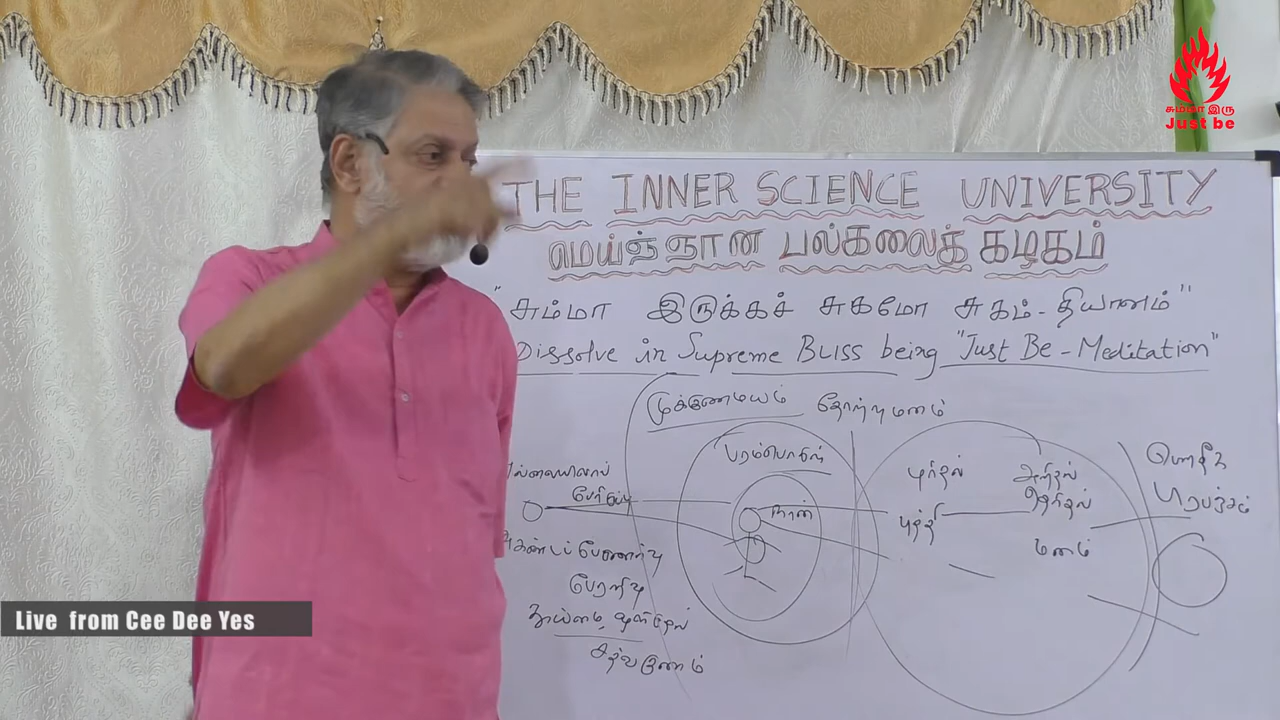 சும்மா இரு
Just be
THE INNER SCIENCE UNIVERSITY
மெய்ஞ்ஞான பல்கலைக் கழகம்
"சும்மா இருக்கச் சுகமோ சுகம் - தியானம்"
Dissolve in Supreme BLISS being "Just Be - Meditation"
முக்குணமயம் தோற்றுமனம்
பரம்பொருள்
நான்
புரிதல்
புத்தி
அறிதல்
தெரிதல்
மனம்
பௌதீக
பிரபஞ்சம்
பேரறிவு
Live from Cee Dee Yes